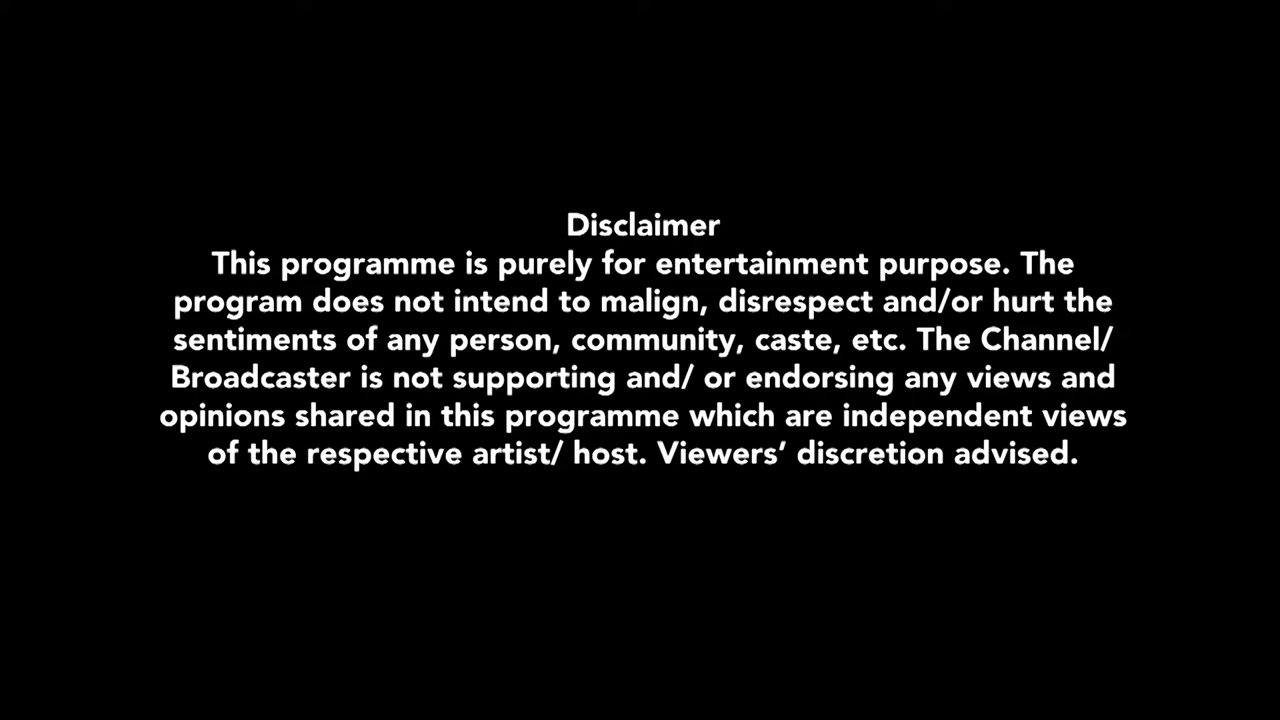 Disclaimer
This programme is purely for entertainment purpose. The
program does not intend to malign, disrespect and/or hurt the
sentiments of any person, community, caste, etc. The Channel/
Broadcaster is not supporting and/ or endorsing any views and
opinions shared in this programme which are independent views
of the respective artist/ host. Viewers’ discretion advised.